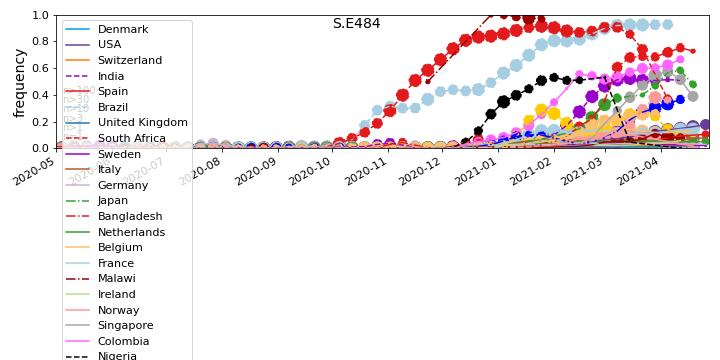 S.E484
frequency
1.0
0.8
0.6
0.4
0.2
0.0
2020-05
2020-06
2020-07
2020-08
2020-09
2020-10
2020-11
2020-12
2021-01
2021-02
2021-03
2021-04
Denmark
USA
Switzerland
India
Spain
Brazil
United Kingdom
South Africa
Sweden
Italy
Germany
Japan
Bangladesh
Netherlands
Belgium
France
Malawi
Ireland
Norway
Singapore
Colombia
Nigeria